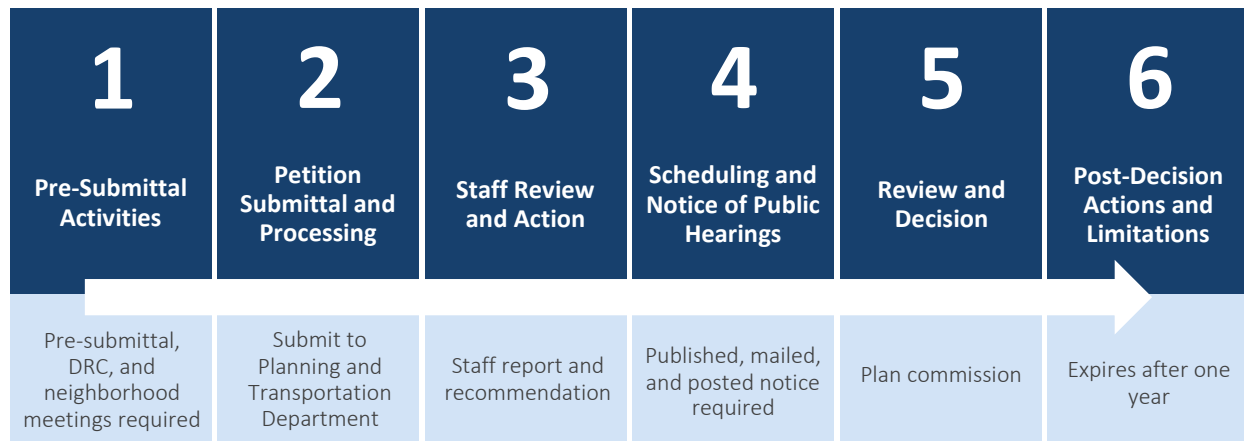 1
Pre-Submittal
Activities
Pre-submittal,
DRC, and
neighborhood
meetings required
2
Petition
Submittal and
Processing
Submit to
Planning and
Transportation
Department
3
Staff Review
and Action
Staff report and
recommendation
4
Scheduling and
Notice of Public
Hearings
Published, mailed,
and posted notice
required
5
Review and
Decision
Plan commission
6
Post-Decision
Actions and
Limitations
Expires after one
year